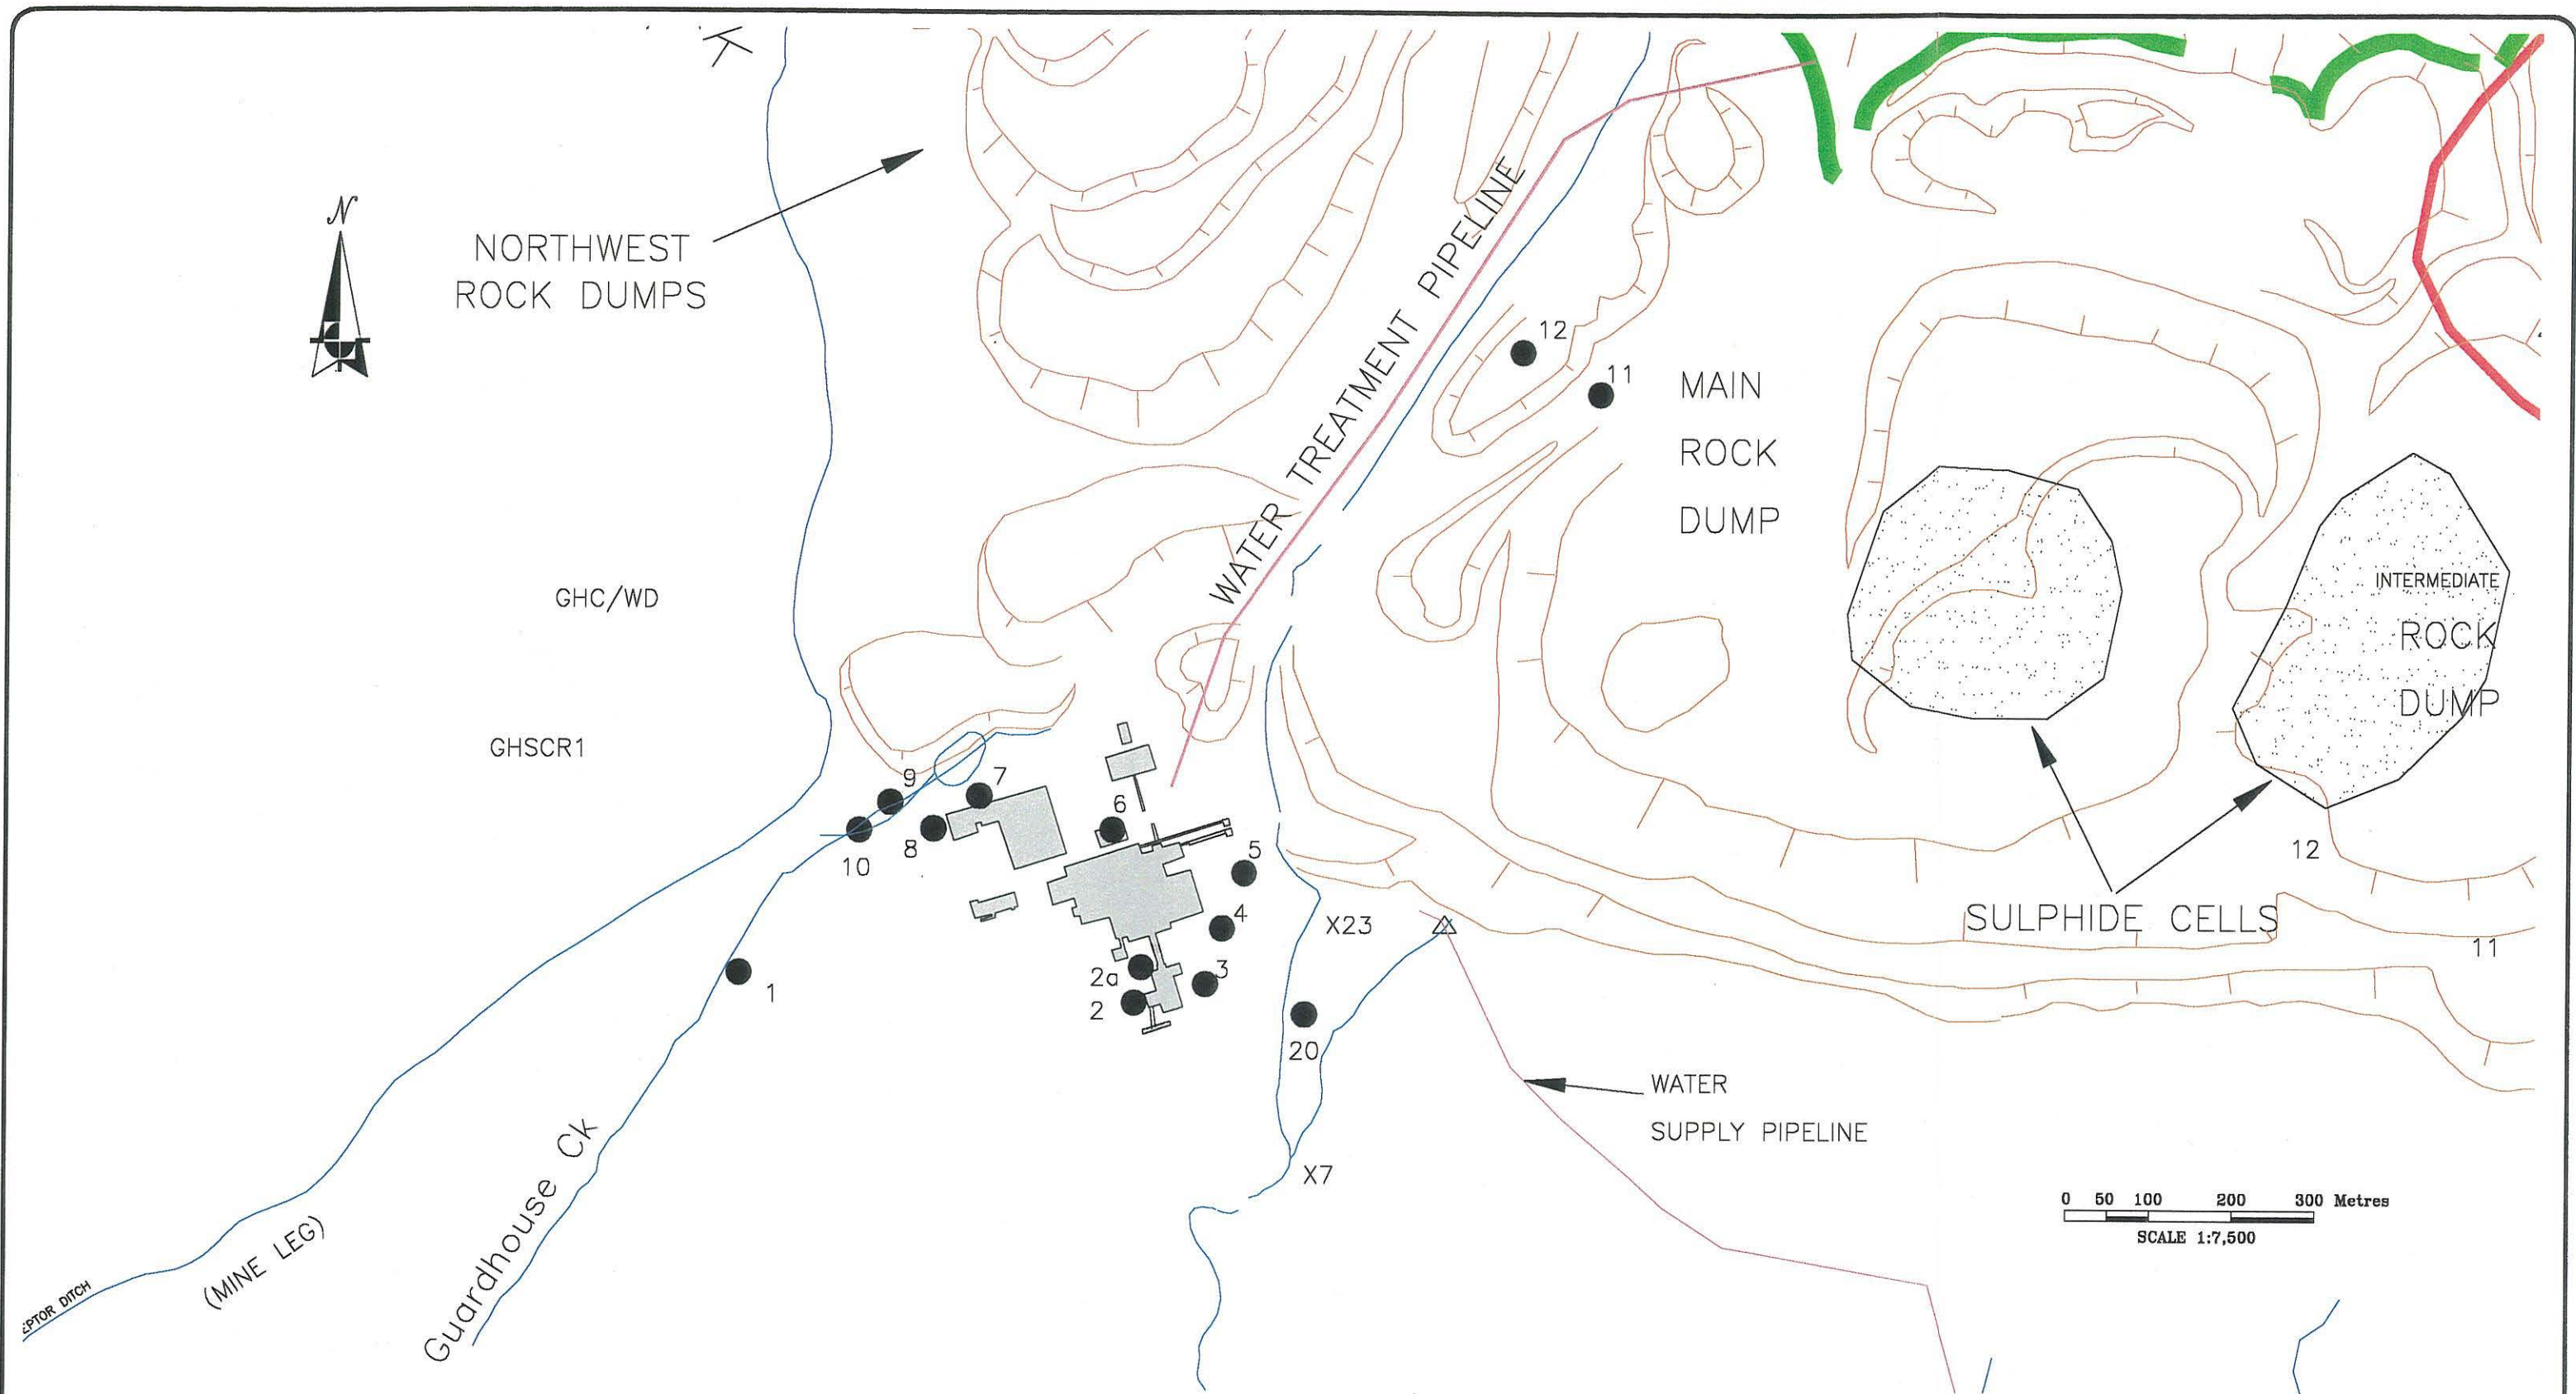 N
NORTHWEST
ROCK DUMPS
WATER TREATMENT PIPELINE
12
11
MAIN
ROCK
DUMP
INTERMEDIATE
ROCK
DUMP
GHC/WD
GHSCR1
9
7
6
10
8
5
4
X23
12
SULPHIDE CELLS
11
1
2a
3
2
20
WATER
SUPPLY PIPELINE
Guardhouse Ck
X7
(MINE LEG)
EPTOR DITCH
0 50 100 200 300 Metres
SCALE 1:7,500